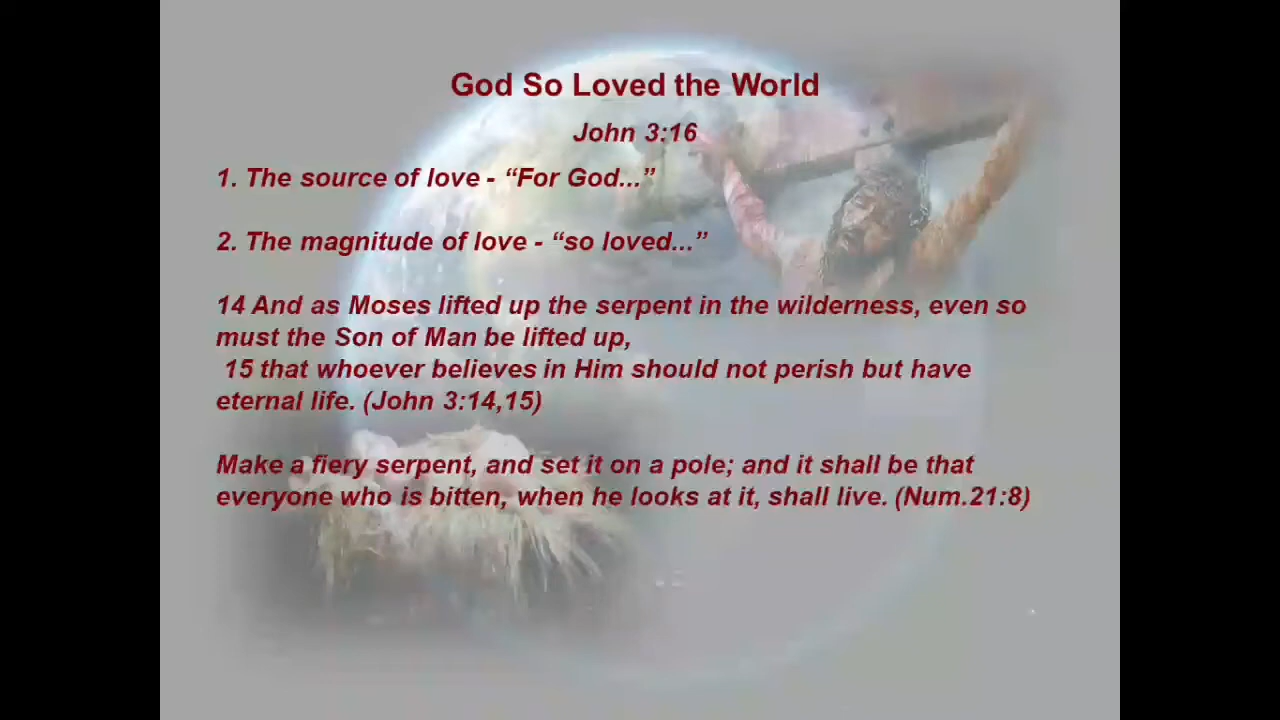 God So Loved the World
John 3:16
1. The source of love - “For God...”
2. The magnitude of love - “so loved...”
14 And as Moses lifted up the serpent in the wilderness, even so
must the Son of Man be lifted up,
15 that whoever believes in Him should not perish but have
eternal life. (John 3:14,15)
Make a fiery serpent, and set it on a pole; and it shall be that
everyone who is bitten, when he looks at it, shall live. (Num.21:8)